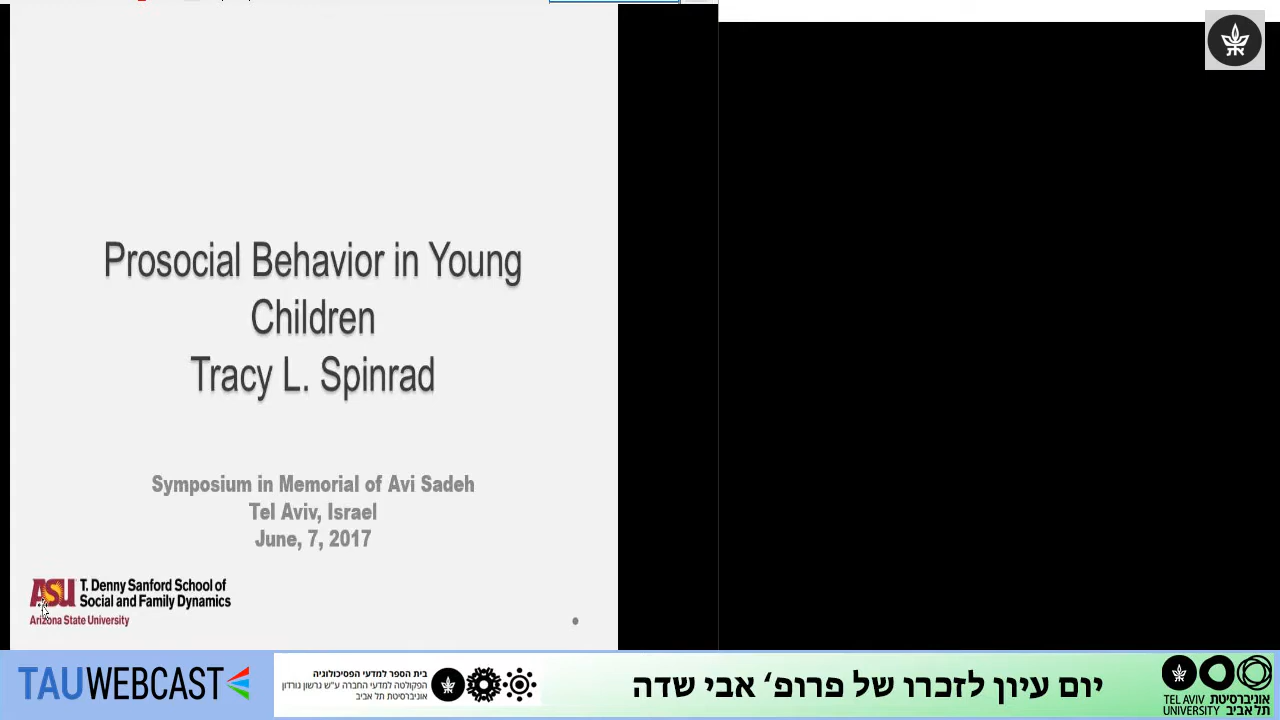 Prosocial Behavior in Young
Children
Tracy L. Spinrad
Symposium in Memorial of Avi Sadeh
Tel Aviv, Israel
June, 7, 2017
ASU T. Denny Sanford School of
Social and Family Dynamics
Arizona State University
TAUWEBCAST
בית הספר למדעי הפסיכולוגיה
הפקולטה למדעי החברה ע"ש גרשון גורדון
אוניברסיטת תל אביב
יום עיון לזכרו של פרופ' אבי שדה
TEL AVIV אוניברסיטת
UNIVERSITY תל אביב